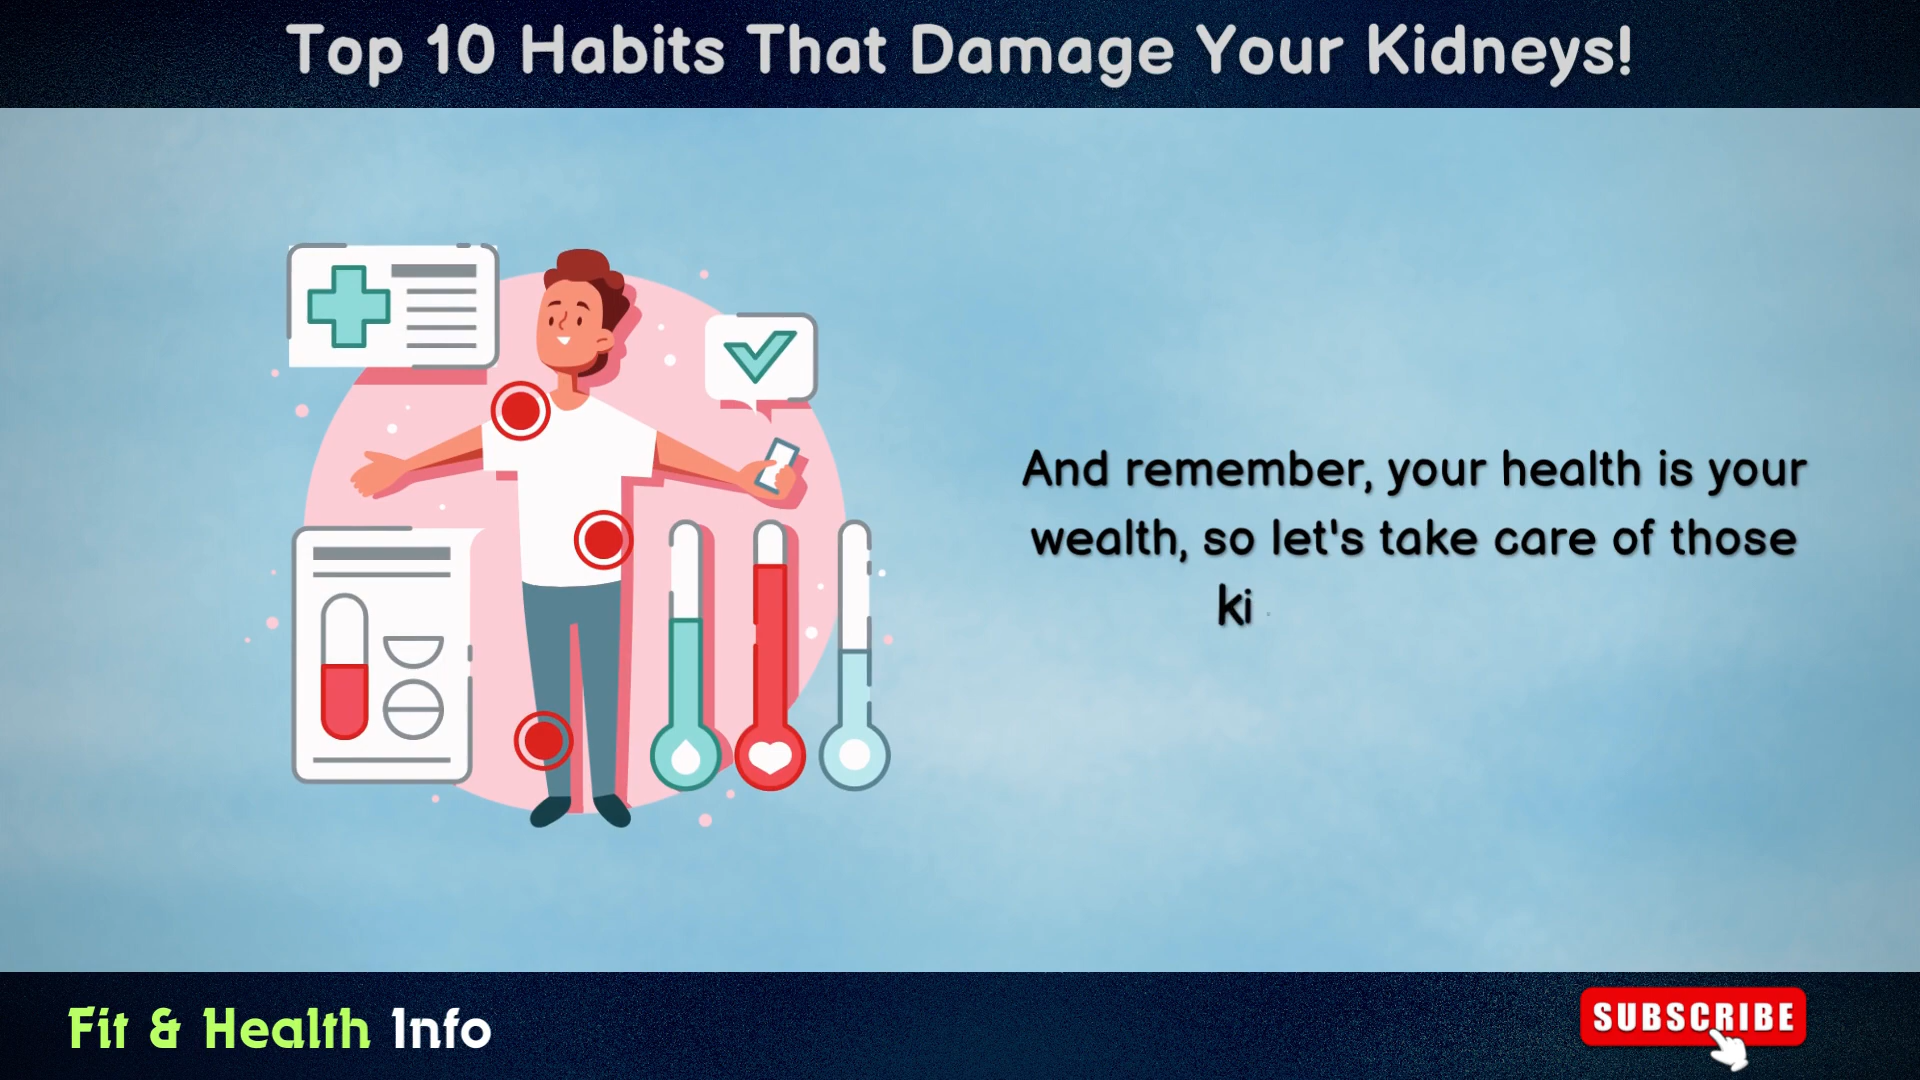 Top 10 Habits That Damage Your Kidneys!
And remember, your health is your
wealth, so let's take care of those
ki
Fit & Health Info
SUBSCRIBE